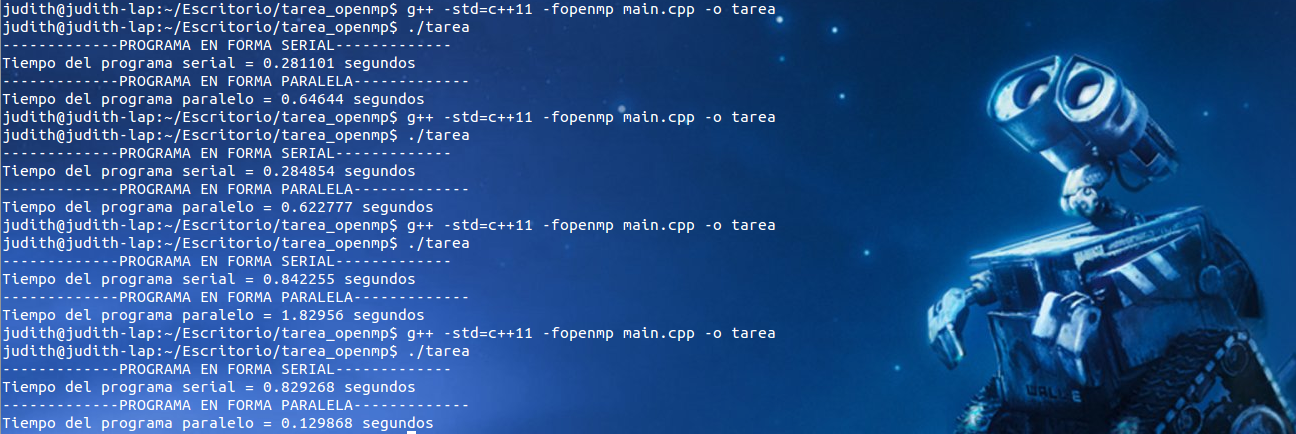 judith@judith-lap:~/Escritorio/tarea_openmp$ g++ -std=c++11 -fopenmp main.cpp -o tarea
judith@judith-lap:~/Escritorio/tarea_openmp$ ./tarea
-------------PROGRAMA EN FORMA SERIAL-------------
Tiempo del programa serial = 0.281101 segundos
-------------PROGRAMA EN FORMA PARALELA-------------
Tiempo del programa paralelo = 0.64644 segundos
judith@judith-lap:~/Escritorio/tarea_openmp$ g++ -std=c++11 -fopenmp main.cpp -o tarea
judith@judith-lap:~/Escritorio/tarea_openmp$ ./tarea
-------------PROGRAMA EN FORMA SERIAL-------------
Tiempo del programa serial = 0.284854 segundos
-------------PROGRAMA EN FORMA PARALELA-------------
Tiempo del programa paralelo = 0.622777 segundos
judith@judith-lap:~/Escritorio/tarea_openmp$ g++ -std=c++11 -fopenmp main.cpp -o tarea
judith@judith-lap:~/Escritorio/tarea_openmp$ ./tarea
-------------PROGRAMA EN FORMA SERIAL-------------
Tiempo del programa serial = 0.842255 segundos
-------------PROGRAMA EN FORMA PARALELA-------------
Tiempo del programa paralelo = 1.82956 segundos
judith@judith-lap:~/Escritorio/tarea_openmp$ g++ -std=c++11 -fopenmp main.cpp -o tarea
judith@judith-lap:~/Escritorio/tarea_openmp$ ./tarea
-------------PROGRAMA EN FORMA SERIAL-------------
Tiempo del programa serial = 0.829268 segundos
-------------PROGRAMA EN FORMA PARALELA-------------
Tiempo del programa paralelo = 0.129868 segundos
WALL·E